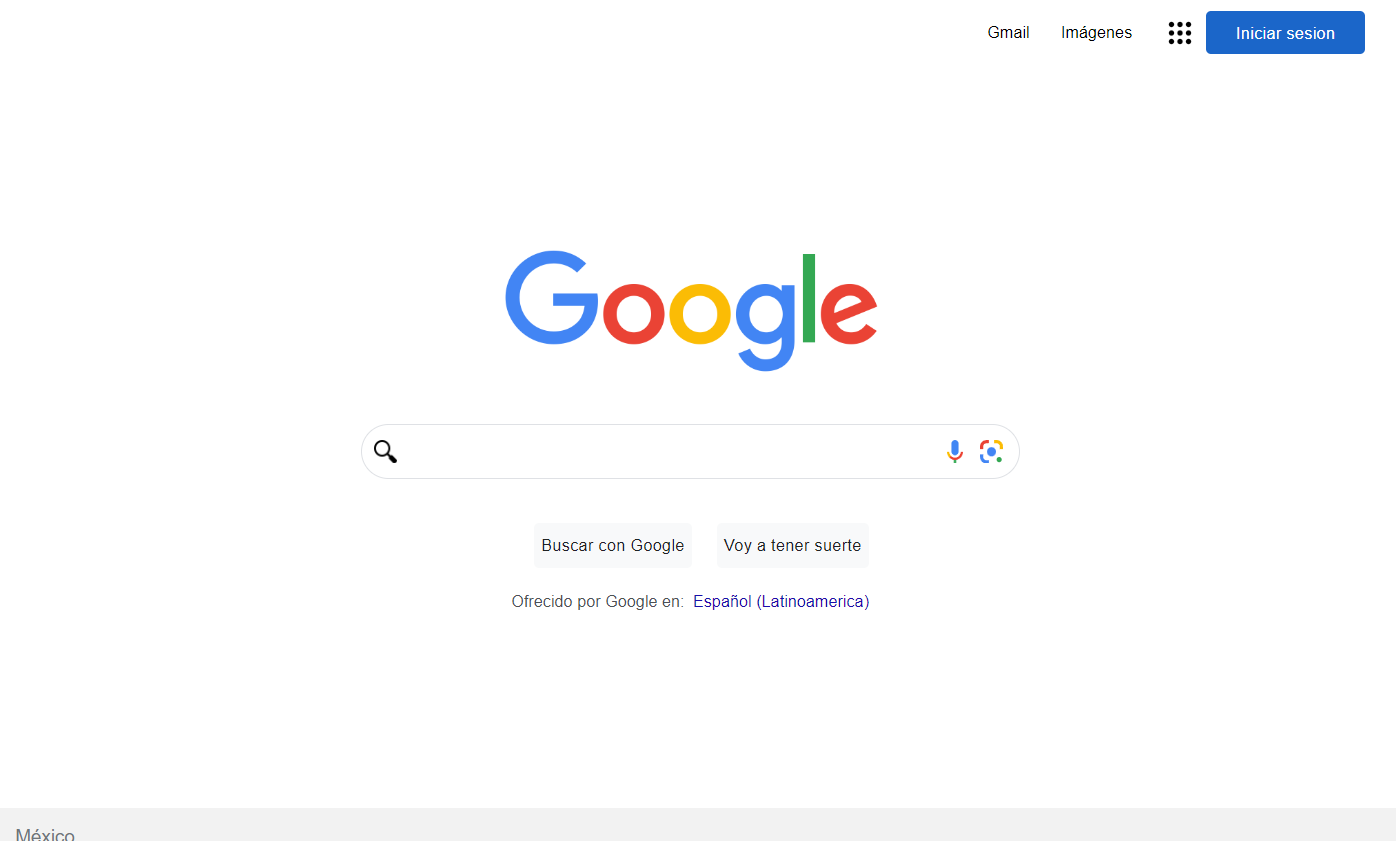 Gmail Imágenes Iniciar sesion
Google
Buscar con Google Voy a tener suerte
Ofrecido por Google en: Español (Latinoamerica)
México